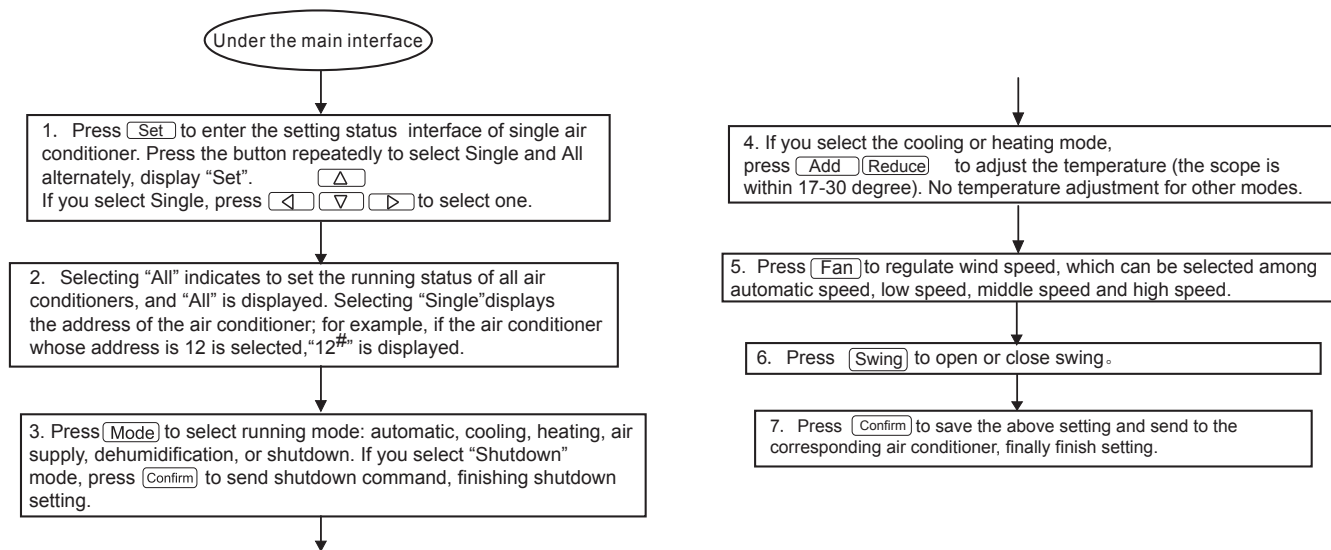 Under the main interface
1. Press Set to enter the setting status interface of single air
conditioner. Press the button repeatedly to select Single and All
alternately, display “Set”. △
If you select Single, press ◁ ▽ ▷ to select one.
2. Selecting “All” indicates to set the running status of all air
conditioners, and “All” is displayed. Selecting “Single”displays
the address of the air conditioner; for example, if the air conditioner
whose address is 12 is selected,“12#” is displayed.
3. Press Mode to select running mode: automatic, cooling, heating, air
supply, dehumidification, or shutdown. If you select “Shutdown”
mode, press Confirm to send shutdown command, finishing shutdown
setting.
4. If you select the cooling or heating mode,
press Add Reduce to adjust the temperature (the scope is
within 17-30 degree). No temperature adjustment for other modes.
5. Press Fan to regulate wind speed, which can be selected among
automatic speed, low speed, middle speed and high speed.
6. Press Swing to open or close swing。
7. Press Confirm to save the above setting and send to the
corresponding air conditioner, finally finish setting.